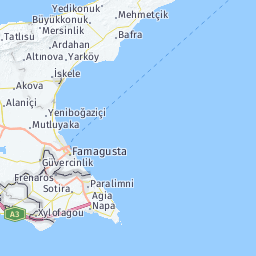 Yedikonuk
Büyükkonuk
Mehmetçik
Mersinlik
Tatlısu
Bafra
Ardahan
Altınova
Yarköy
İskele
Akova
Alaniçi
Yeniboğaziçi
Mutluyaka
Famagusta
Güvercinlik
Frenaros
Paralimni
Sotira
Agia
Napa
Xylofagou
A3